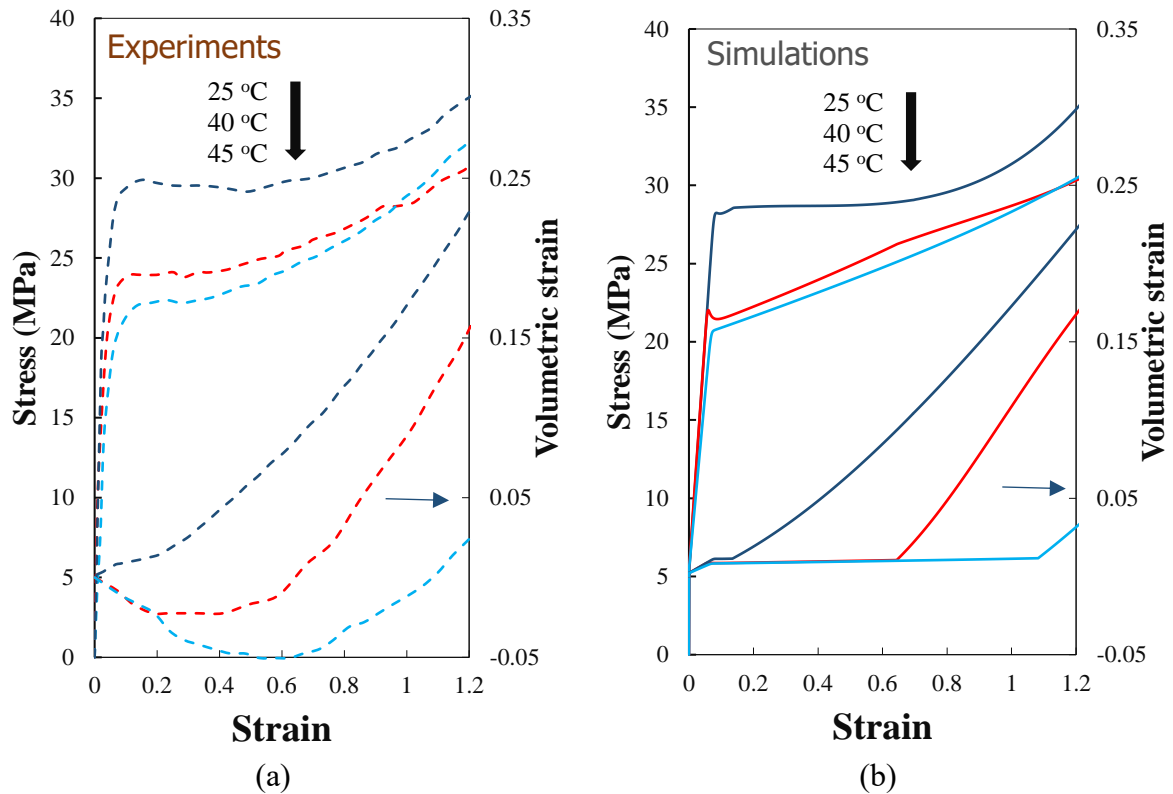 Experiments
25 °C
40 °C
45 °C
Stress (MPa)
40
35
30
25
20
15
10
5
0
0 0.2 0.4 0.6 0.8 1 1.2
Strain
0.35
0.25
0.15
0.05
-0.05
Volumetric strain
(a)
Simulations
25 °C
40 °C
45 °C
Stress (MPa)
40
35
30
25
20
15
10
5
0
0 0.2 0.4 0.6 0.8 1 1.2
Strain
0.35
0.25
0.15
0.05
-0.05
Volumetric strain
(b)